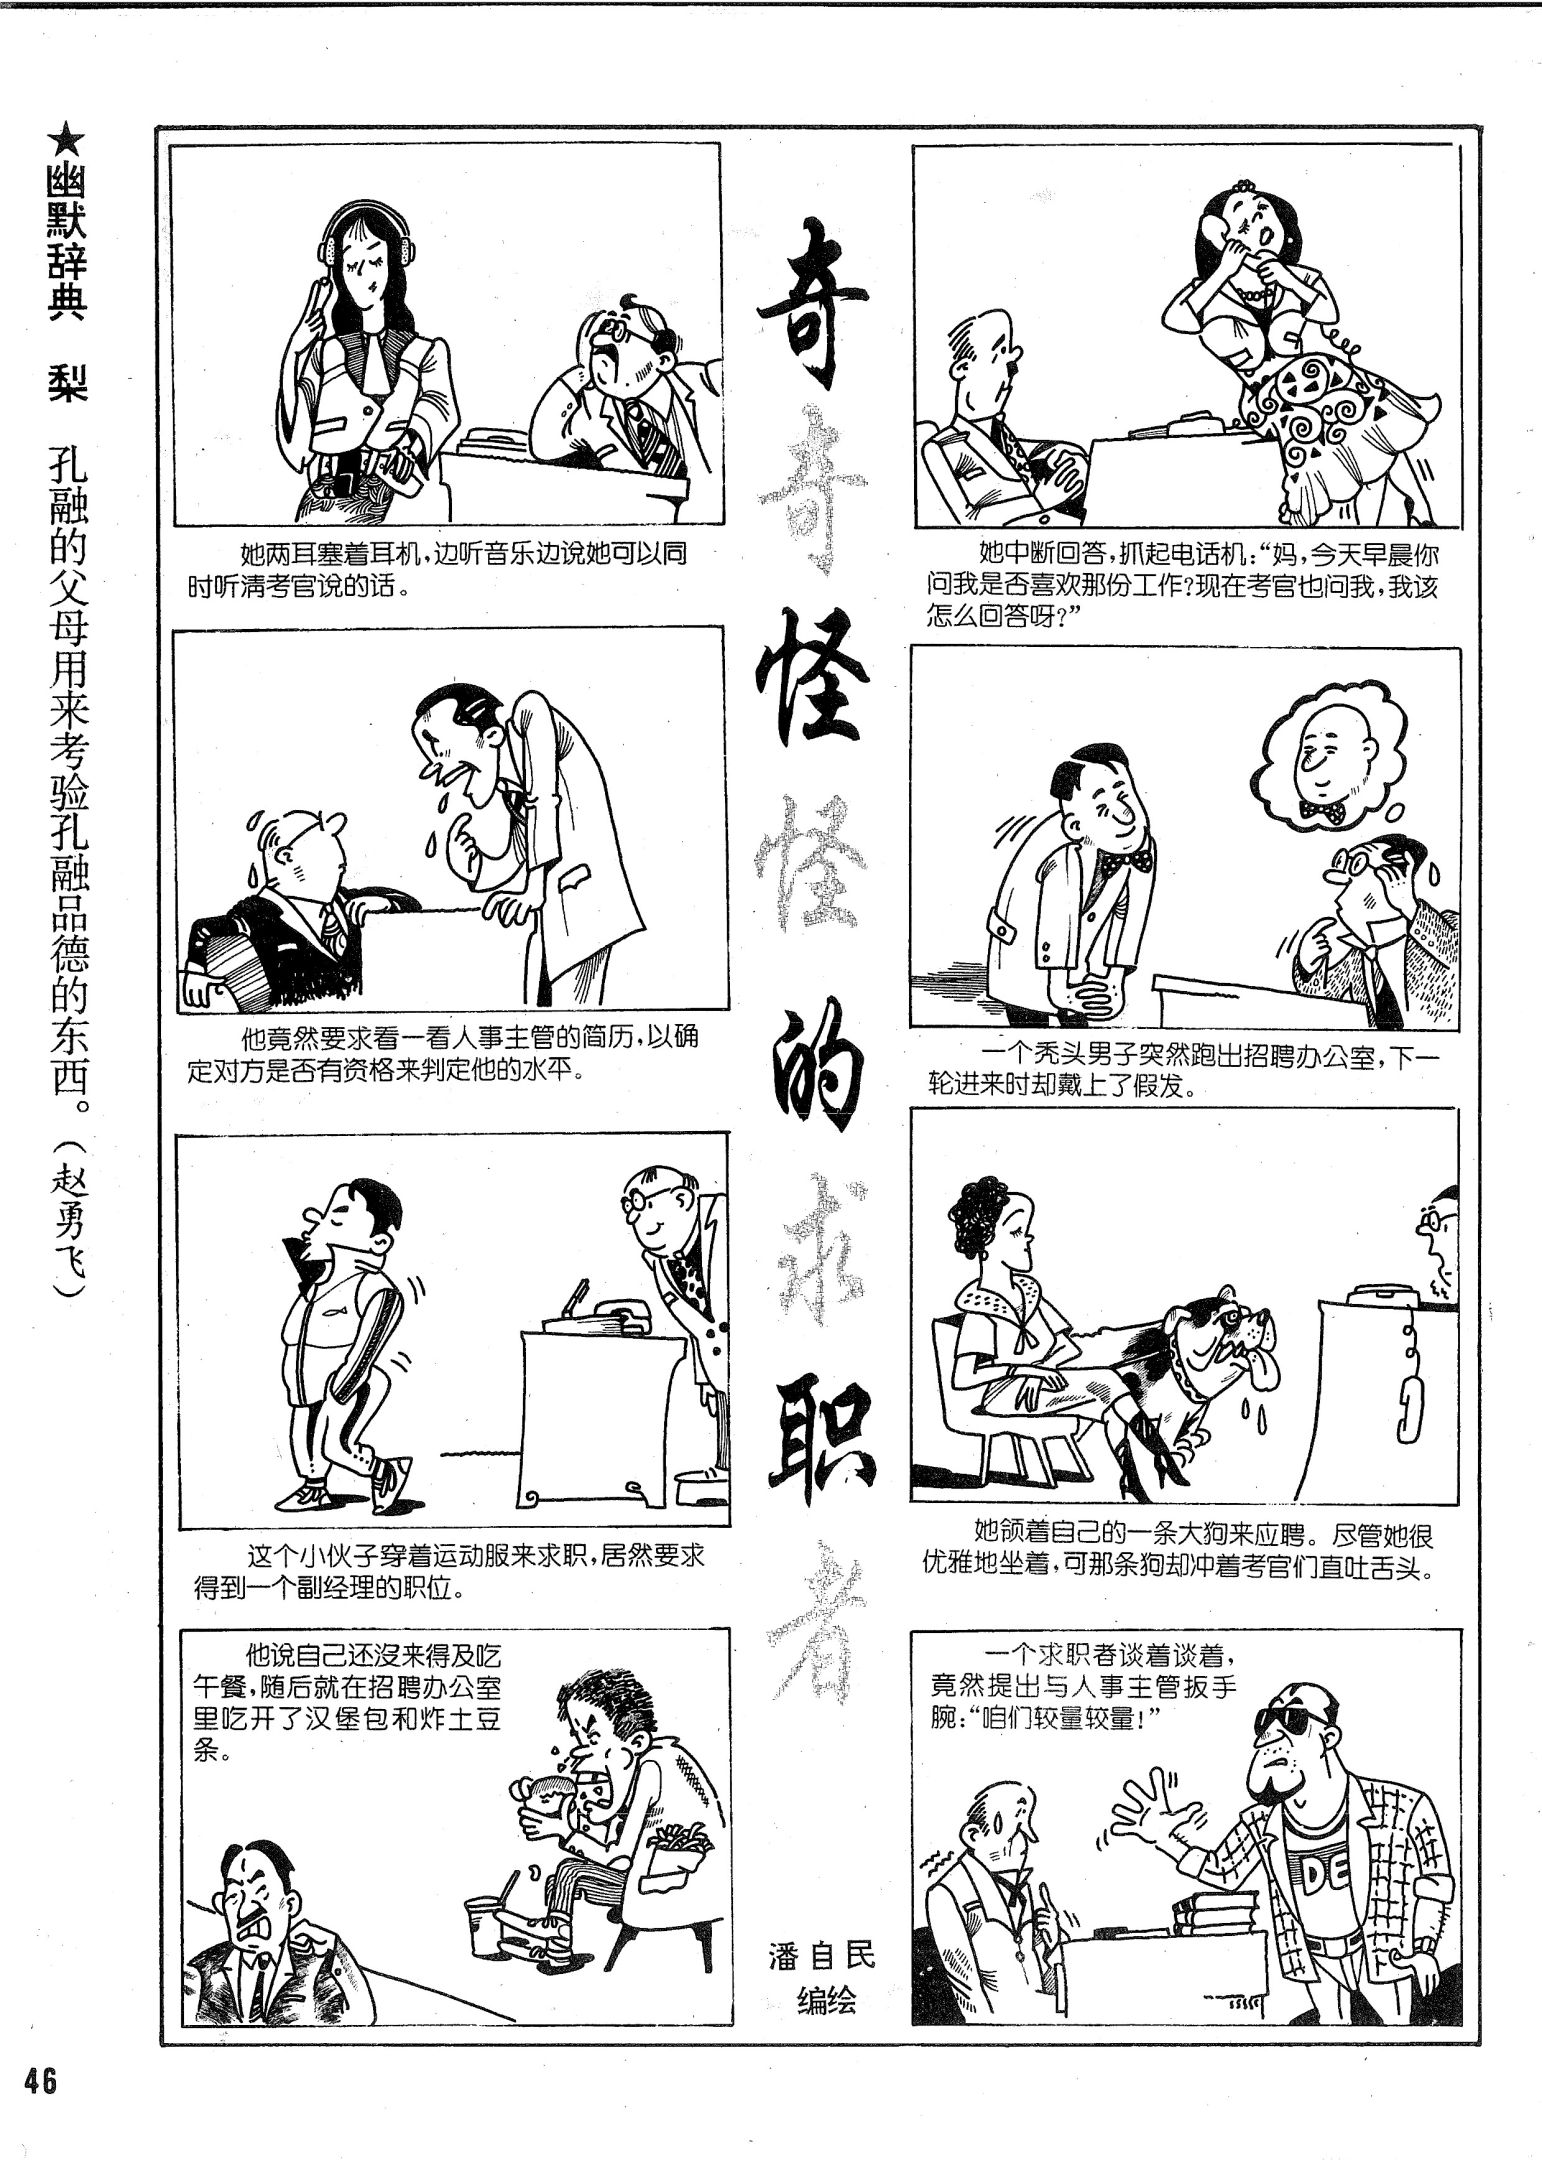 ★幽默辞典 梨 孔融的父母用来考验孔融品德的东西。(赵勇飞)
奇奇怪怪的求职者
潘自民
编绘
她两耳塞着耳机,边听音乐边说她可以同
时听清考官说的话。
她中断回答,抓起电话机:“妈,今天早晨你
问我是否喜欢那份工作?现在考官也问我,我该
怎么回答呀?”
他竟然要求看一看人事主管的简历,以确
定对方是否有资格来判定他的水平。
一个秃头男子突然跑出招聘办公室,下一
轮进来时却戴上了假发。
这个小伙子穿着运动服来求职,居然要求
得到一个副经理的职位。
她领着自己的一条大狗来应聘。尽管她很
优雅地坐着,可那条狗却冲着考官们直吐舌头。
他说自己还没来得及吃
午餐,随后就在招聘办公室
里吃开了汉堡包和炸土豆
条。
一个求职者谈着谈着,
竟然提出与人事主管扳手
腕:“咱们较量较量!”
DE
46